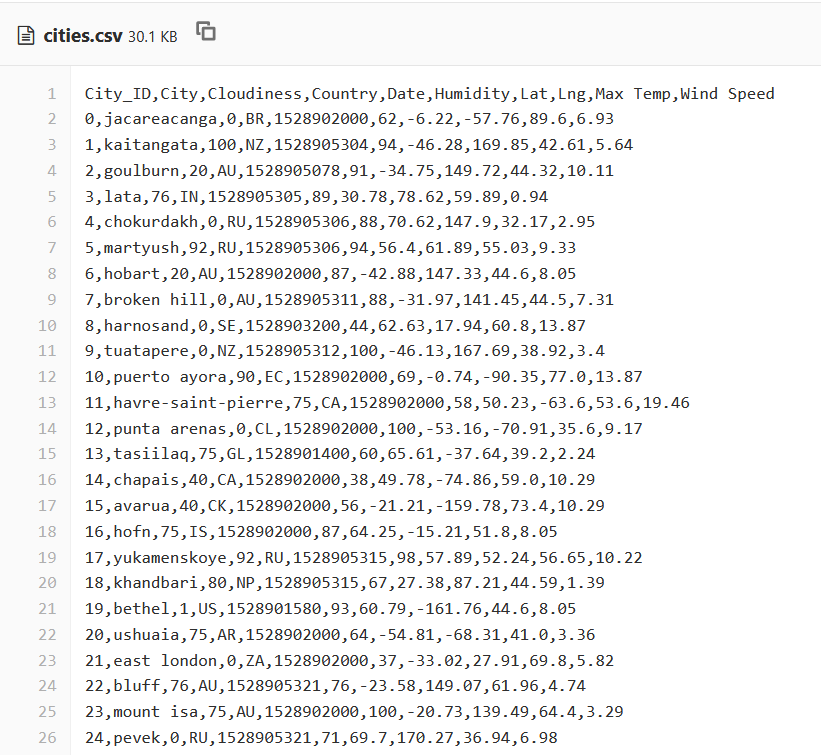 cities.csv 30.1 KB
1 City_ID,City,Cloudiness,Country,Date,Humidity,Lat,Lng,Max Temp,Wind Speed
2 0,jacareacanga,0,BR,1528902000,62,-6.22,-57.76,89.6,6.93
3 1,kaitangata,100,NZ,1528905304,94,-46.28,169.85,42.61,5.64
4 2,goulburn,20,AU,1528905078,91,-34.75,149.72,44.32,10.11
5 3,lata,76,IN,1528905305,89,30.78,78.62,59.89,0.94
6 4,chokurdakh,0,RU,1528905306,88,70.62,147.9,32.17,2.95
7 5,martyush,92,RU,1528905306,94,56.4,61.89,55.03,9.33
8 6,hobart,20,AU,1528902000,87,-42.88,147.33,44.6,8.05
9 7,broken hill,0,AU,1528905311,88,-31.97,141.45,44.5,7.31
10 8,harnosand,0,SE,1528903200,44,62.63,17.94,60.8,13.87
11 9,tuatapere,0,NZ,1528905312,100,-46.13,167.69,38.92,3.4
12 10,puerto ayora,90,EC,1528902000,69,-0.74,-90.35,77.0,13.87
13 11,havre-saint-pierre,75,CA,1528902000,58,50.23,-63.6,53.6,19.46
14 12,punta arenas,0,CL,1528902000,100,-53.16,-70.91,35.6,9.17
15 13,tasiilaq,75,GL,1528901400,60,65.61,-37.64,39.2,2.24
16 14,chapais,40,CA,1528902000,38,49.78,-74.86,59.0,10.29
17 15,avarua,40,CK,1528902000,56,-21.21,-159.78,73.4,10.29
18 16,hofn,75,IS,1528902000,87,64.25,-15.21,51.8,8.05
19 17,yukamenskoye,92,RU,1528905315,98,57.89,52.24,56.65,10.22
20 18,khandbari,80,NP,1528905315,67,27.38,87.21,44.59,1.39
21 19,bethel,1,US,1528901580,93,60.79,-161.76,44.6,8.05
22 20,ushuaia,75,AR,1528902000,64,-54.81,-68.31,41.0,3.36
23 21,east london,0,ZA,1528902000,37,-33.02,27.91,69.8,5.82
24 22,bluff,76,AU,1528905321,76,-23.58,149.07,61.96,4.74
25 23,mount isa,75,AU,1528902000,100,-20.73,139.49,64.4,3.29
26 24,pevek,0,RU,1528905321,71,69.7,170.27,36.94,6.98